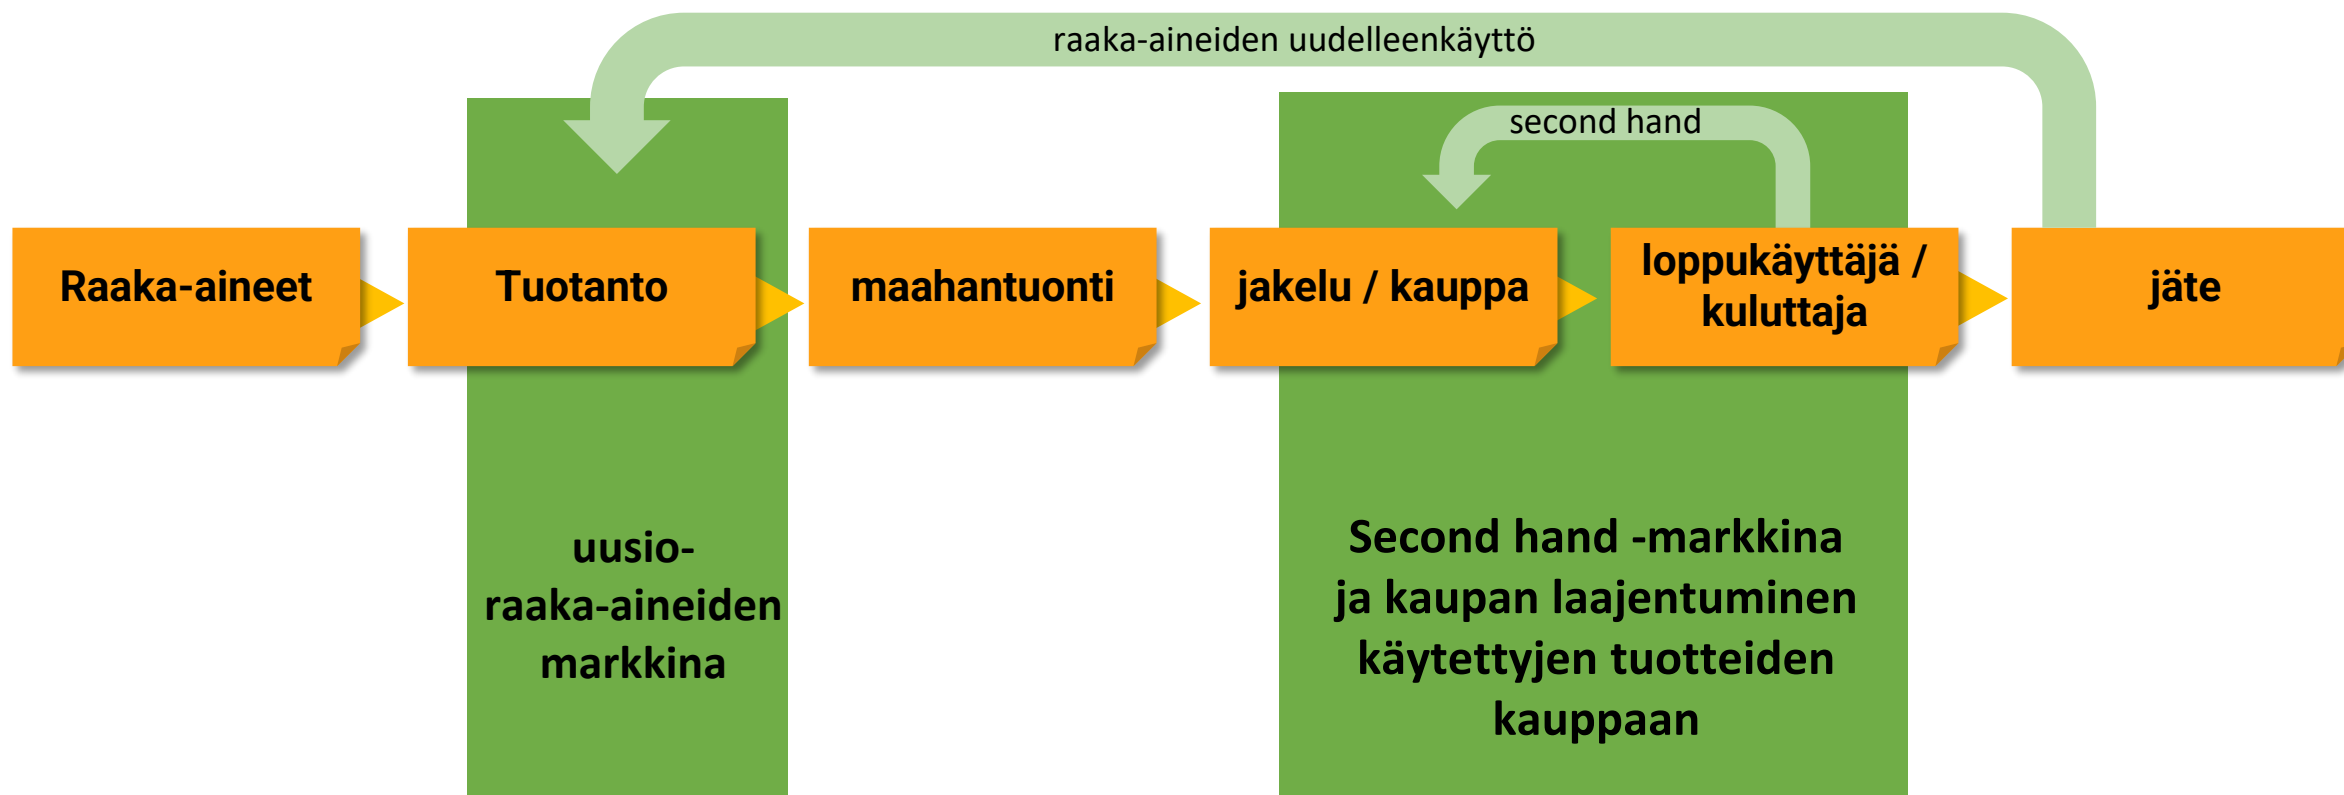 raaka-aineiden uudelleenkäyttö
second hand
Raaka-aineet
Tuotanto
maahantuonti
jakelu / kauppa
loppukäyttäjä /
kuluttaja
jäte
uusio-
raaka-aineiden
markkina
Second hand -markkina
ja kaupan laajentuminen
käytettyjen tuotteiden
kauppaan